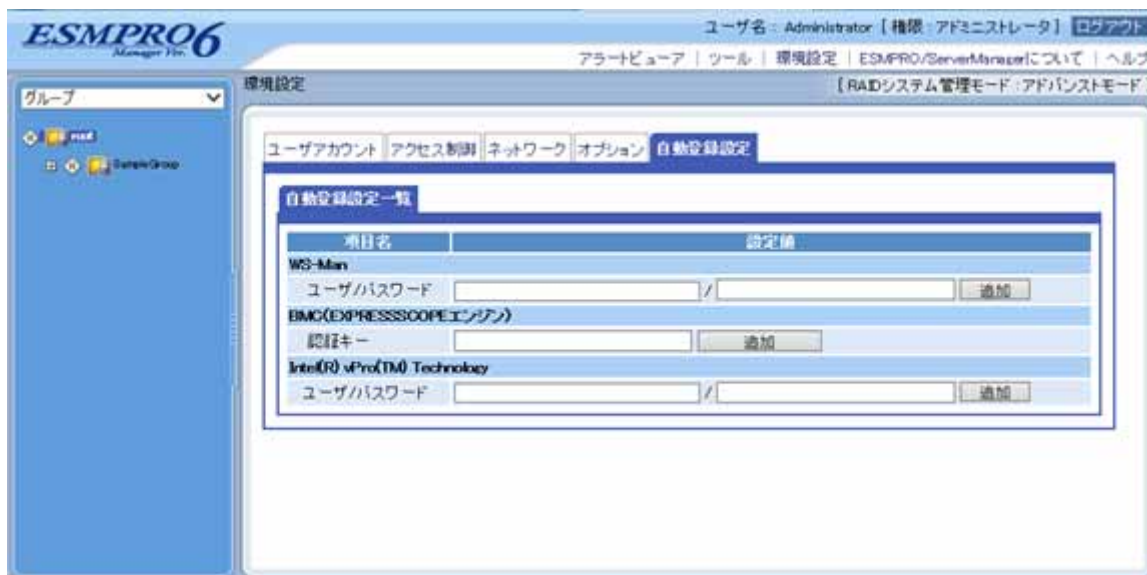 ESMPRO6
Manager Ver.
ユーザ名 : Administrator [ 権限 : アドミニストレータ ] ログアウト
アラートビューア | ツール | 環境設定 | ESMPRO/ServerManagerについて | ヘルプ
グループ
環境設定
[ RAIDシステム管理モード : アドバンストモード
root
SampleGroup
ユーザアカウント アクセス制御 ネットワーク オプション 自動登録設定
自動登録設定一覧
項目名 設定値
WS-Man
ユーザ/パスワード / 追加
BMC(EXPRESSSCOPEエンジン)
認証キー 追加
Intel(R) vPro(TM) Technology
ユーザ/パスワード / 追加